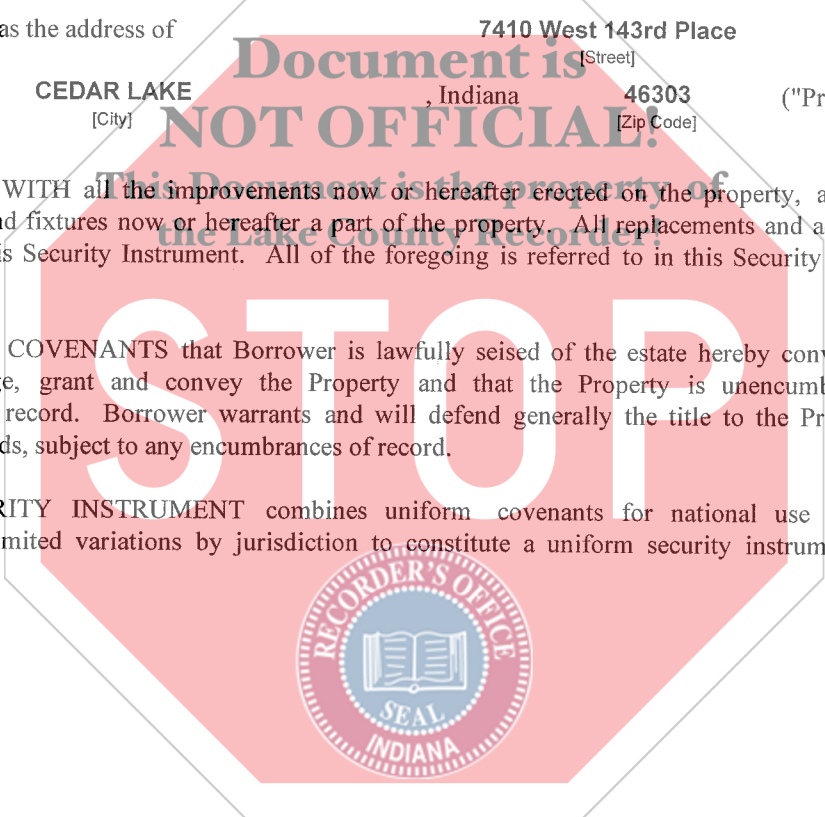 as the address of 7410 West 143rd Place
[Street]
CEDAR LAKE , Indiana 46303 ("Pr
[City] [Zip Code]
Document is
NOT OFFICIAL!
This Document is the property of
the Lake County Recorder!
WITH all the improvements now or hereafter erected on the property, a
d fixtures now or hereafter a part of the property. All replacements and a
is Security Instrument. All of the foregoing is referred to in this Security
STOP
COVENANTS that Borrower is lawfully seised of the estate hereby conv
e, grant and convey the Property and that the Property is unencumb
record. Borrower warrants and will defend generally the title to the Pr
ds, subject to any encumbrances of record.
RITY INSTRUMENT combines uniform covenants for national use
mited variations by jurisdiction to constitute a uniform security instrum
RECORDER'S OFFICE
SEAL
INDIANA